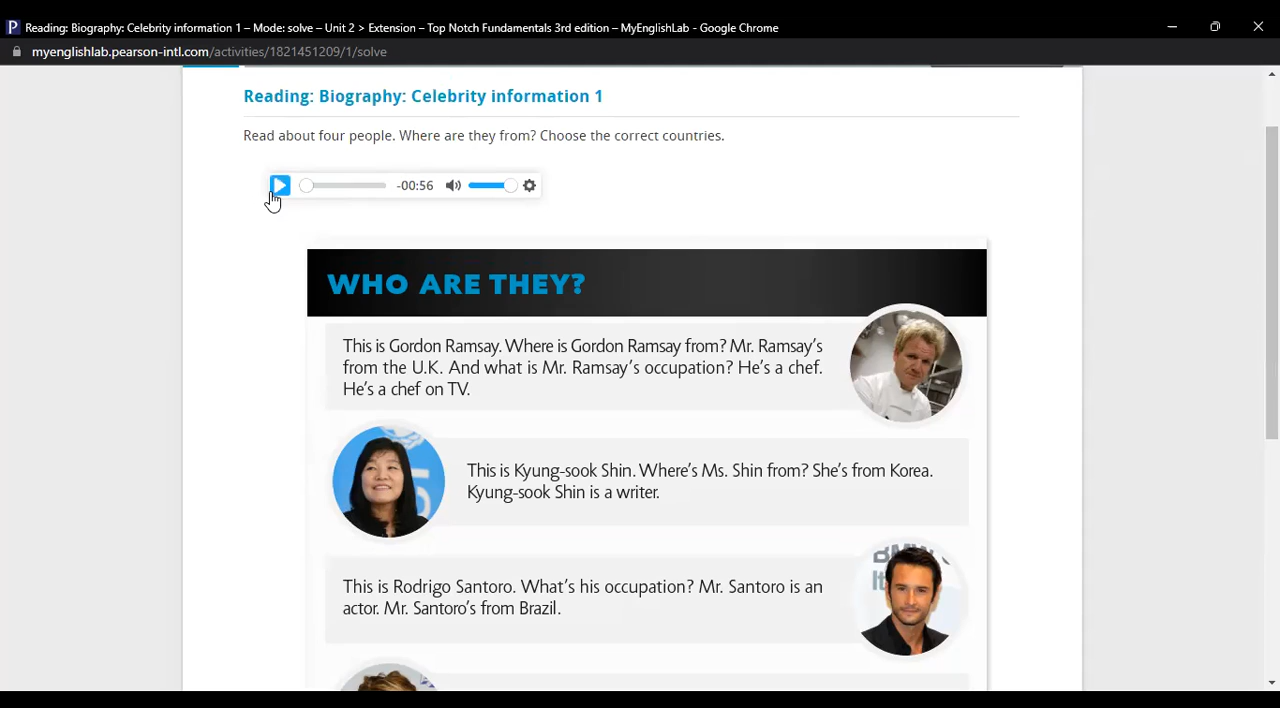 Reading: Biography: Celebrity information 1 – Mode: solve – Unit 2 > Extension – Top Notch Fundamentals 3rd edition – MyEnglishLab - Google Chrome
myenglishlab.pearson-intl.com/activities/1821451209/1/solve
Reading: Biography: Celebrity information 1
Read about four people. Where are they from? Choose the correct countries.
-00:56
WHO ARE THEY?
This is Gordon Ramsay. Where is Gordon Ramsay from? Mr. Ramsay's
from the U.K. And what is Mr. Ramsay's occupation? He's a chef.
He's a chef on TV.
This is Kyung-sook Shin. Where's Ms. Shin from? She's from Korea.
Kyung-sook Shin is a writer.
This is Rodrigo Santoro. What's his occupation? Mr. Santoro is an
actor. Mr. Santoro's from Brazil.